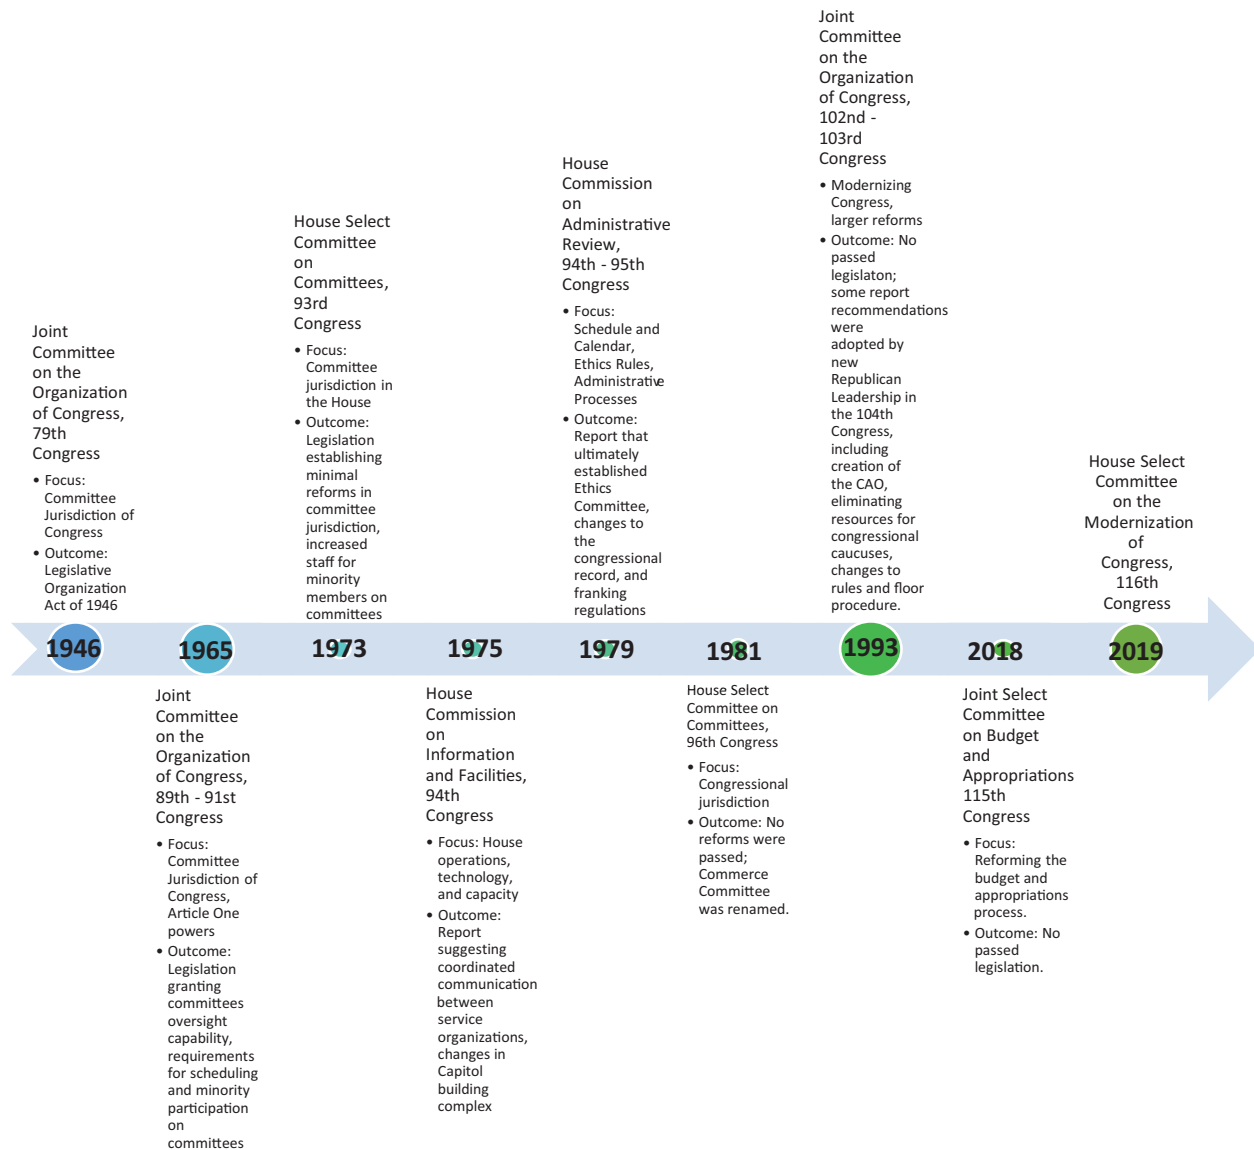 Joint
Committee
on the
Organization
of Congress,
79th
Congress
• Focus:
Committee
Jurisdiction of
Congress
• Outcome:
Legislative
Organization
Act of 1946
1946
1965
Joint
Committee
on the
Organization
of Congress,
89th - 91st
Congress
• Focus:
Committee
Jurisdiction of
Congress,
Article One
powers
• Outcome:
Legislation
granting
committees
oversight
capability,
requirements
for scheduling
and minority
participation
on
committees
House Select
Committee
on
Committees,
93rd
Congress
• Focus:
Committee
jurisdiction in
the House
• Outcome:
Legislation
establishing
minimal
reforms in
committee
jurisdiction,
increased
staff for
minority
members on
committees
1973
1975
House
Commission
on
Information
and Facilities,
94th
Congress
• Focus: House
operations,
technology,
and capacity
• Outcome:
Report
suggesting
coordinated
communication
between
service
organizations,
changes in
Capitol
building
complex
House
Commission
on
Administrative
Review,
94th - 95th
Congress
• Focus:
Schedule and
Calendar,
Ethics Rules,
Administrative
Processes
• Outcome:
Report that
ultimately
established
Ethics
Committee,
changes to
the
congressional
record, and
franking
regulations
1979
1981
House Select
Committee on
Committees,
96th Congress
• Focus:
Congressional
jurisdiction
• Outcome: No
reforms were
passed;
Commerce
Committee
was renamed.
Joint
Committee
on the
Organization
of Congress,
102nd -
103rd
Congress
• Modernizing
Congress,
larger reforms
• Outcome: No
passed
legislaton;
some report
recommendations
were
adopted by
new
Republican
Leadership in
the 104th
Congress,
including
creation of
the CAO,
eliminating
resources for
congressional
caucuses,
changes to
rules and floor
procedure.
1993
2018
Joint Select
Committee
on Budget
and
Appropriations
115th
Congress
• Focus:
Reforming the
budget and
appropriations
process.
• Outcome: No
passed
legislation.
House Select
Committee
on the
Modernization
of
Congress,
116th
Congress
2019